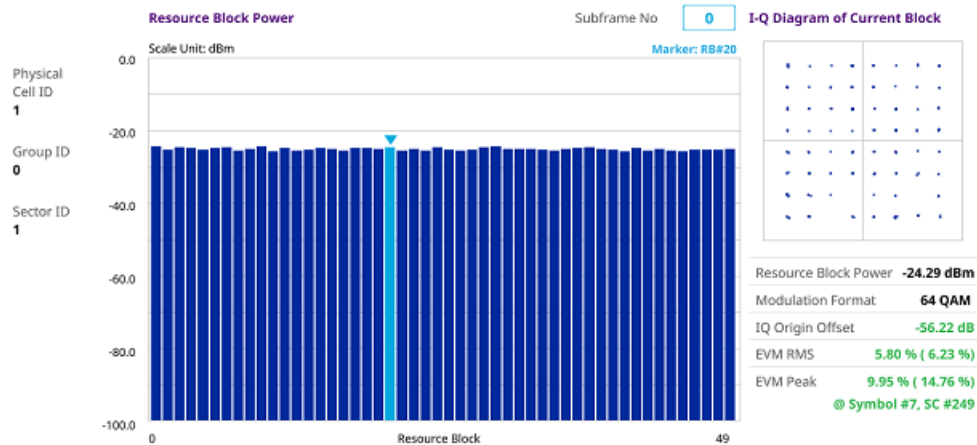 Resource Block Power
Subframe No
0
I-Q Diagram of Current Block
Scale Unit: dBm
Marker: RB#20
Physical
Cell ID
1
Group ID
0
Sector ID
1
0.0
-20.0
-40.0
-60.0
-80.0
-100.0
0
Resource Block
49
Resource Block Power -24.29 dBm
Modulation Format 64 QAM
IQ Origin Offset -56.22 dB
EVM RMS 5.80 % ( 6.23 %)
EVM Peak 9.95 % ( 14.76 %)
@ Symbol #7, SC #249